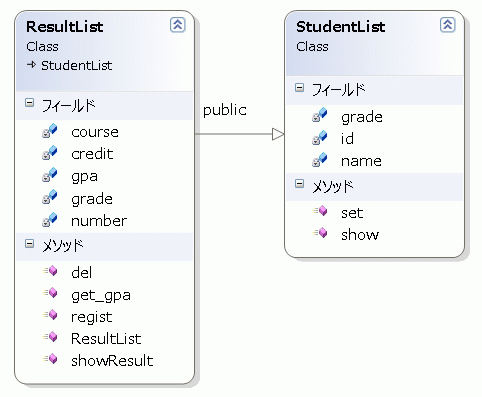 ResultList
Class
→ StudentList
フィールド
course
credit
gpa
grade
number
メソッド
del
get_gpa
regist
ResultList
showResult
public
StudentList
Class
フィールド
grade
id
name
メソッド
set
show